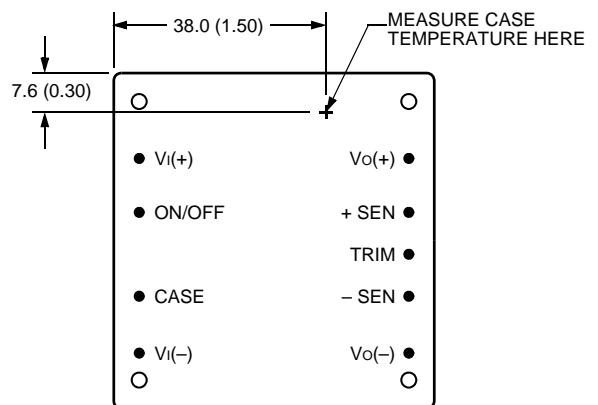 38.0 (1.50)
MEASURE CASE
TEMPERATURE HERE
7.6 (0.30)
VI(+)
VO(+)
ON/OFF
+ SEN
TRIM
CASE
– SEN
VI(–)
VO(–)